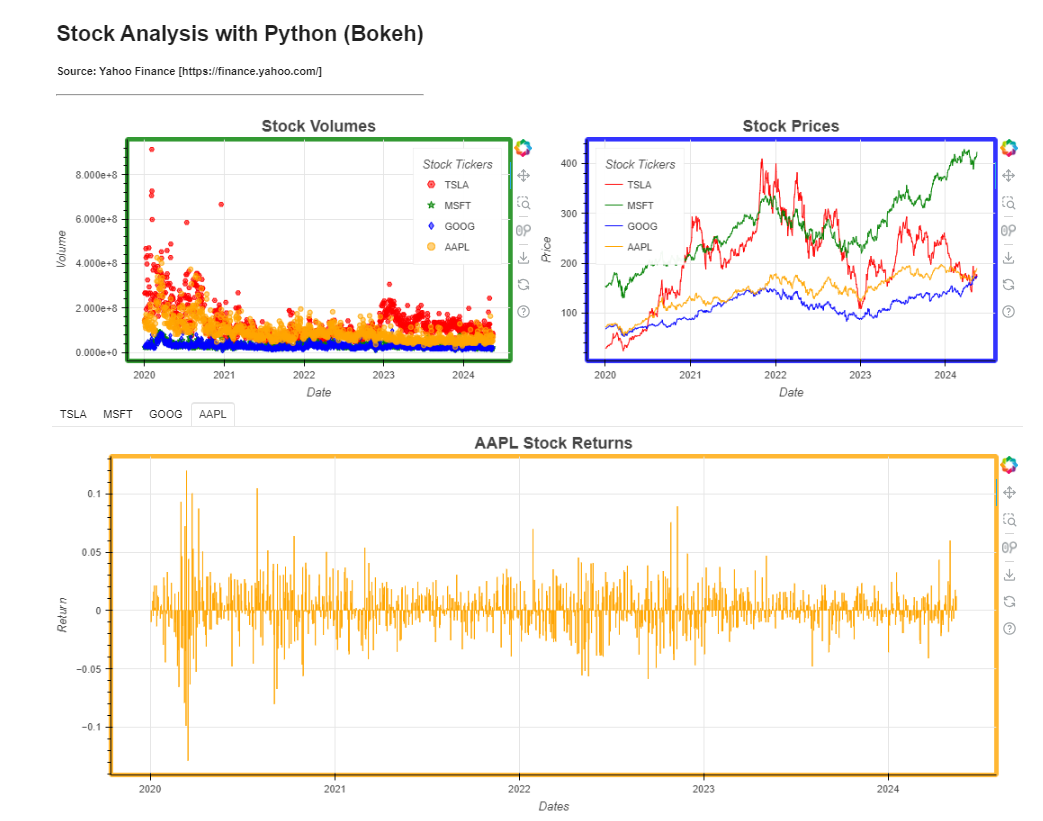 Stock Analysis with Python (Bokeh)
Source: Yahoo Finance [https://finance.yahoo.com/]
Stock Volumes
Volume
8.000e+8
6.000e+8
4.000e+8
2.000e+8
0.000e+0
Stock Tickers
TSLA
MSFT
GOOG
AAPL
2020 2021 2022 2023 2024
Date
Stock Prices
Price
400
300
200
100
Stock Tickers
TSLA
MSFT
GOOG
AAPL
2020 2021 2022 2023 2024
Date
TSLA MSFT GOOG AAPL
AAPL Stock Returns
Return
0.1
0.05
0
−0.05
−0.1
2020 2021 2022 2023 2024
Dates